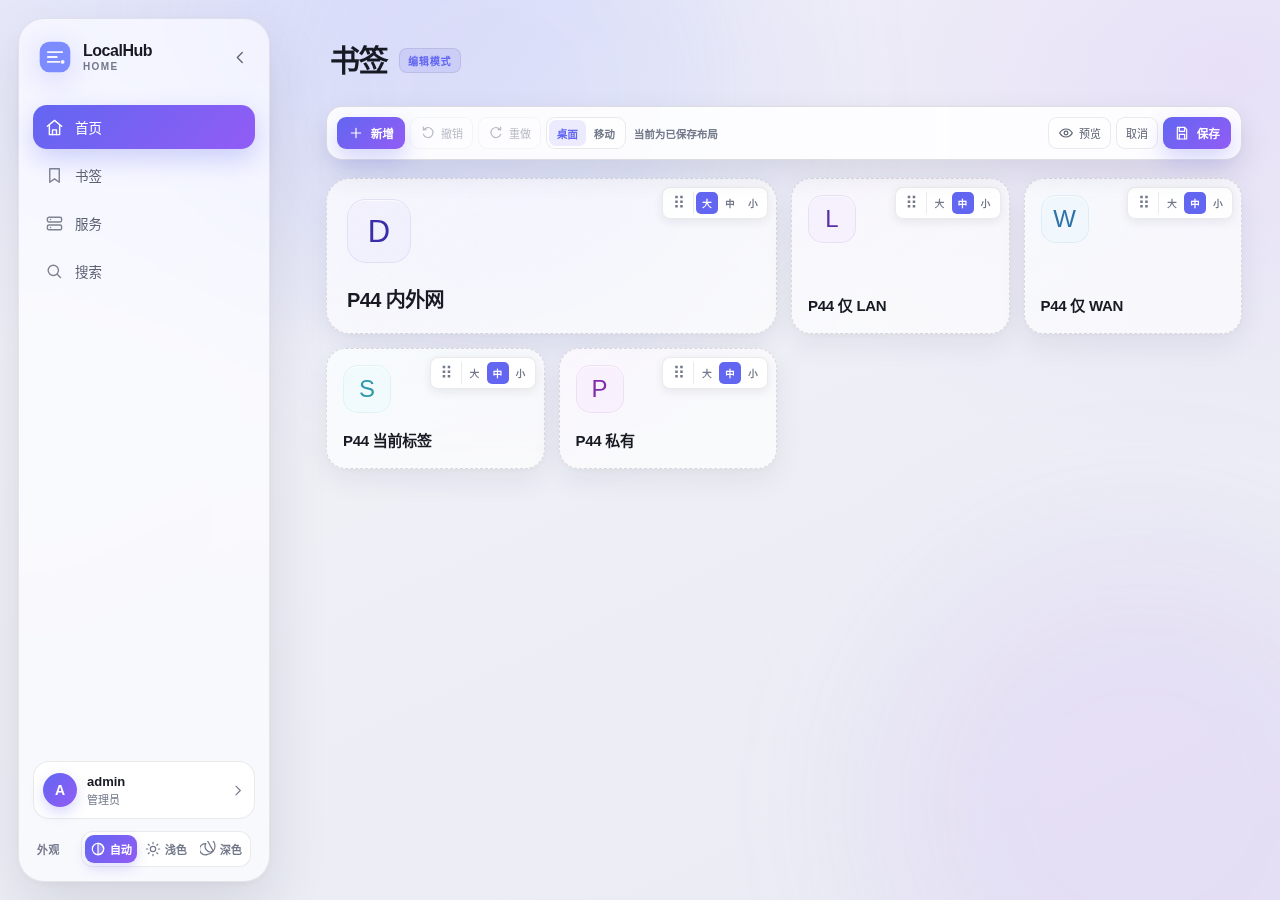 LocalHub
HOME
首页
书签
服务
搜索
A
admin
管理员
外观
自动
浅色
深色
书签
编辑模式
新增
撤销
重做
桌面
移动
当前为已保存布局
预览
取消
保存
D
大 中 小
P44 内外网
L
大 中 小
P44 仅 LAN
W
大 中 小
P44 仅 WAN
S
大 中 小
P44 当前标签
P
大 中 小
P44 私有